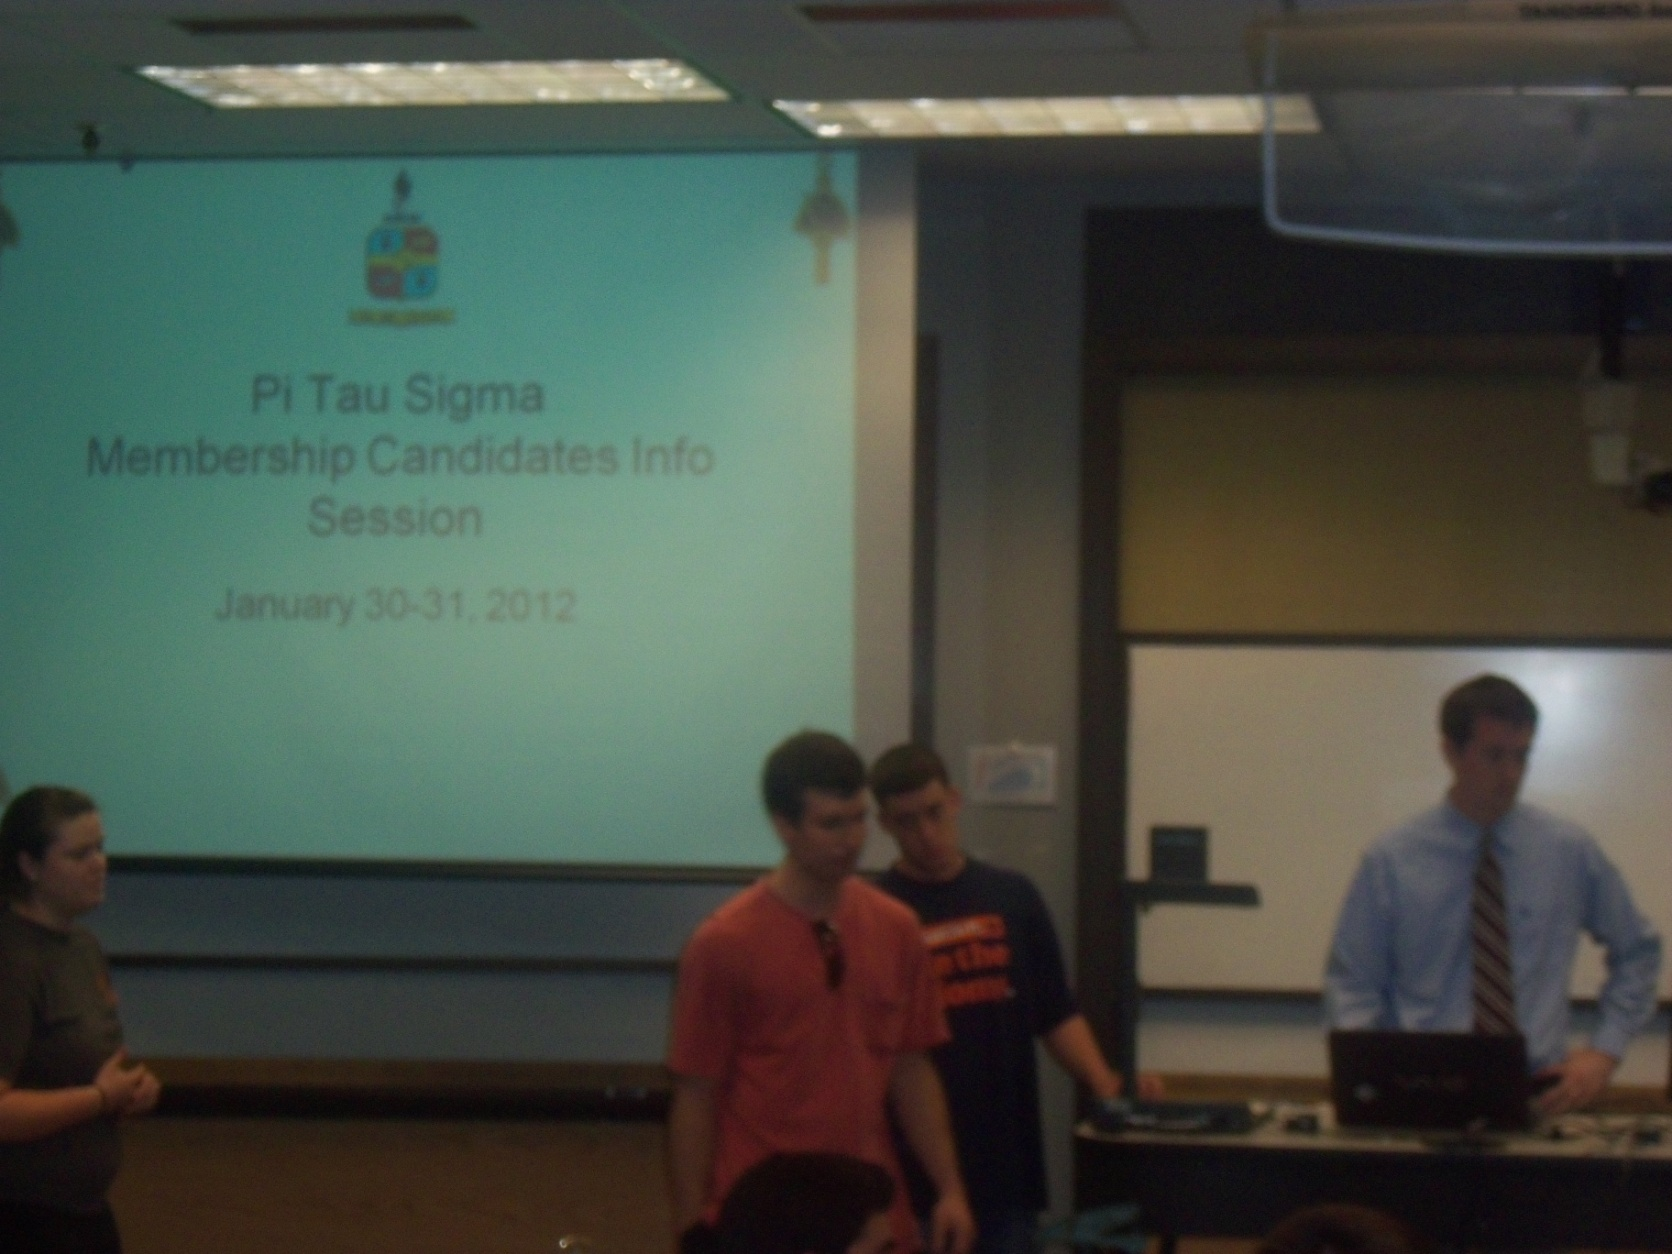 Pi Tau Sigma
Membership Candidates Info
Session
January 30-31, 2012